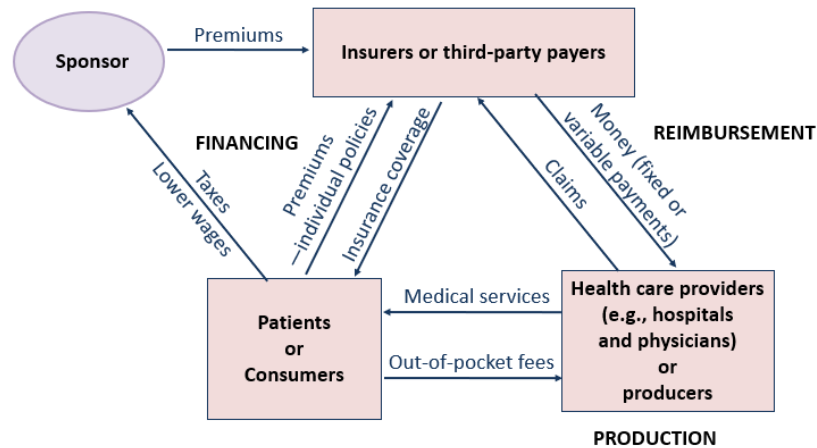 Sponsor
Premiums
Insurers or third-party payers
FINANCING
REIMBURSEMENT
Taxes
Lower wages
Premiums
—individual policies
Insurance coverage
Claims
Money (fixed or
variable payments)
Patients
or
Consumers
Medical services
Out-of-pocket fees
Health care providers
(e.g., hospitals
and physicians)
or
producers
PRODUCTION